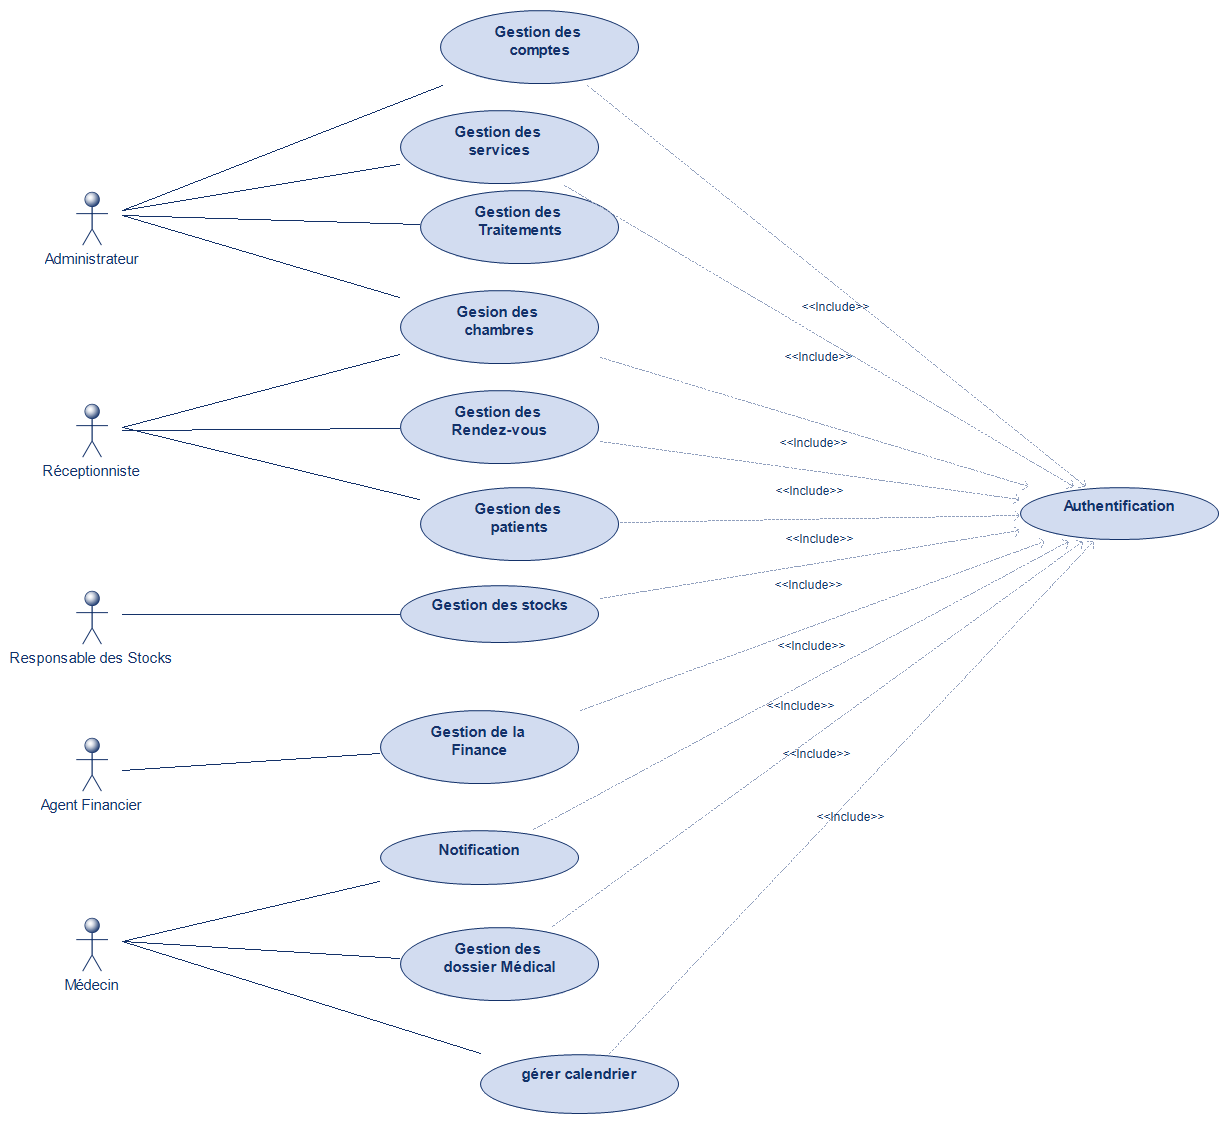 Gestion des
comptes
Gestion des
services
Gestion des
Traitements
Administrateur
Gesion des
chambres
<<Include>>
<<Include>>
Gestion des
Rendez-vous
Réceptionniste
<<Include>>
<<Include>>
Gestion des
patients
Authentification
<<Include>>
<<Include>>
Gestion des stocks
Responsable des Stocks
<<Include>>
<<Include>>
Gestion de la
Finance
<<Include>>
Agent Financier
<<Include>>
Notification
Gestion des
dossier Médical
Médecin
gérer calendrier